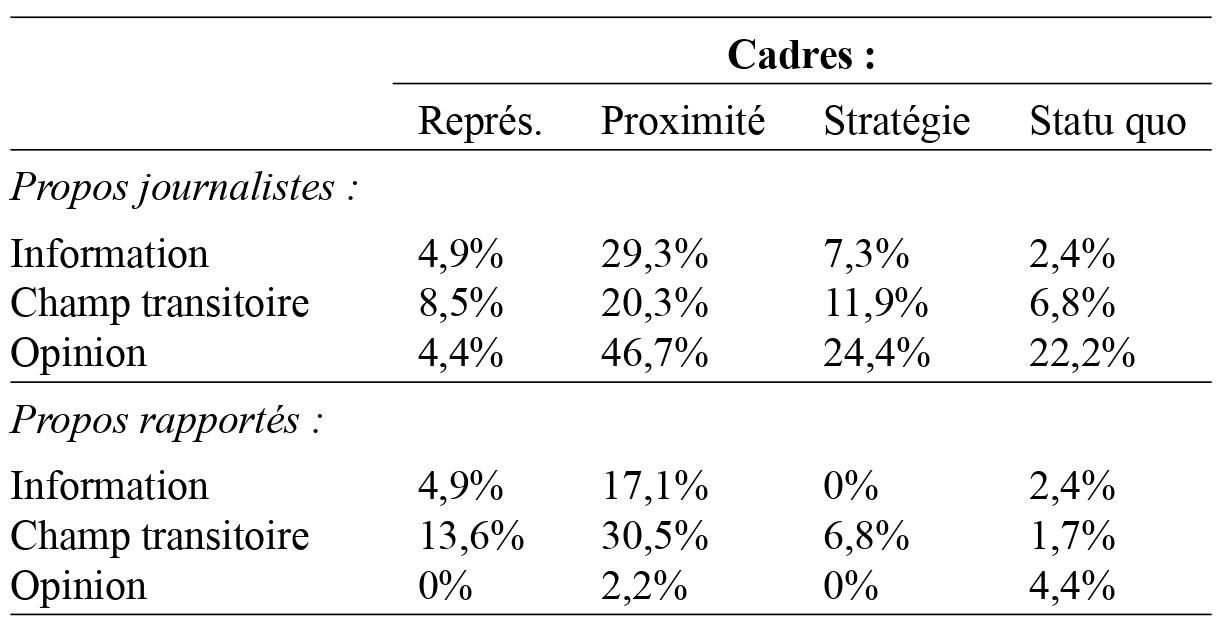 Cadres :
Représ. Proximité Stratégie Statu quo
Propos journalistes :
Information 4,9% 29,3% 7,3% 2,4%
Champ transitoire 8,5% 20,3% 11,9% 6,8%
Opinion 4,4% 46,7% 24,4% 22,2%
Propos rapportés :
Information 4,9% 17,1% 0% 2,4%
Champ transitoire 13,6% 30,5% 6,8% 1,7%
Opinion 0% 2,2% 0% 4,4%